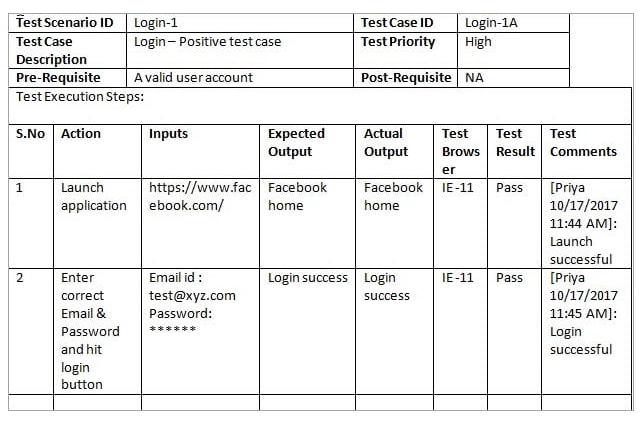 Test Scenario ID Login-1 Test Case ID Login-1A
Test Case Description Login – Positive test case Test Priority High
Pre-Requisite A valid user account Post-Requisite NA
Test Execution Steps:
S.No Action Inputs Expected Output Actual Output Test Brows er Test Result Test Comments
1 Launch application https://www.fac ebook.com/ Facebook home Facebook home IE-11 Pass [Priya 10/17/2017 11:44 AM]: Launch successful
2 Enter correct Email & Password and hit login button Email id : test@xyz.com Password: ****** Login success Login success IE-11 Pass [Priya 10/17/2017 11:45 AM]: Login successful